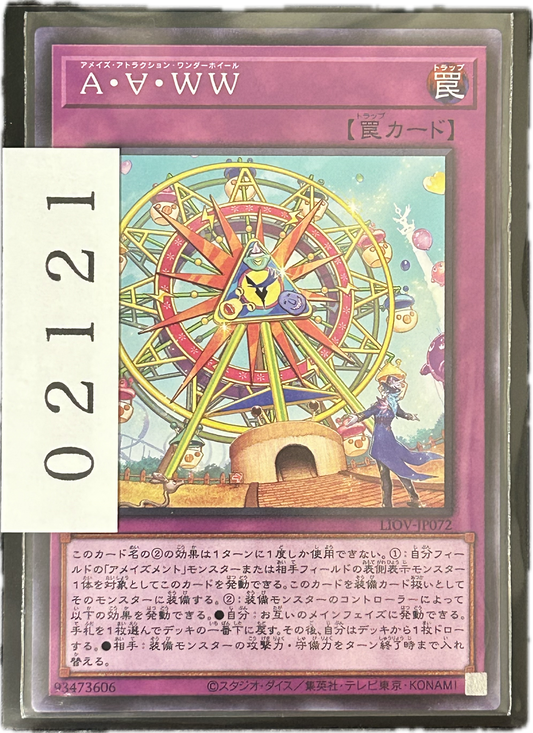 アメイズ・アトラクション・ワンダーホイール
A・∀・WW
トラップ
罠
【罠カード】
02121
LIOV-JP072
このカード名の②の効果は1ターンに1度しか使用できない。①:自分フィー
ルドの「アメイズメント」モンスターまたは相手フィールドの表側表示モンスター
1体を対象としてこのカードを発動できる。このカードを装備カード扱いとして
そのモンスターに装備する。②:装備モンスターのコントローラーによって
以下の効果を発動できる。●自分:お互いのメインフェイズに発動できる。
手札を1枚選んでデッキの一番下に戻す。その後、自分はデッキから1枚ドロー
する。●相手:装備モンスターの攻撃力・守備力をターン終了時まで入れ
替える。
93473606
©スタジオ・ダイス/集英社・テレビ東京・KONAMI